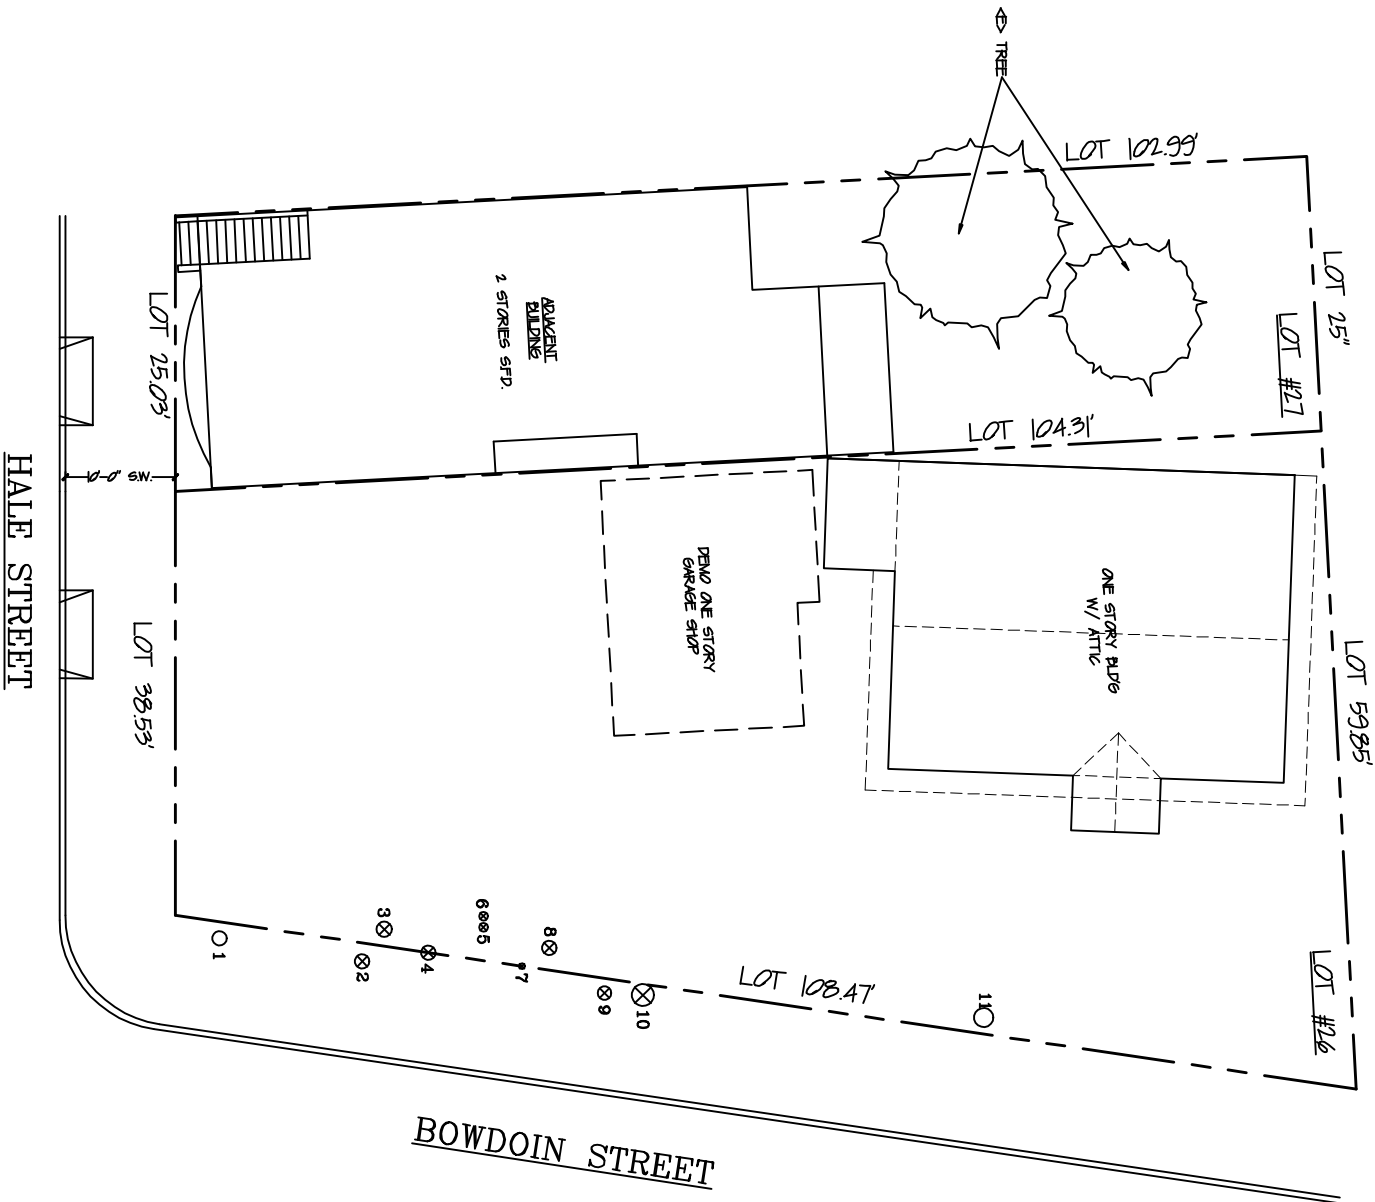 <E> TREE
LOT 102.99'
LOT 25"
LOT #27
ADJACENT
BUILDING
2 STORIES SFD.
LOT 25.03'
LOT 104.31'
10'-0" S.W.
HALE STREET
DEMO ONE STORY
GARAGE SHOP
ONE STORY BLD'G
W/ ATTIC
LOT 38.53'
LOT 59.85'
LOT #26
1
2
3
4
5
6
7
8
9
10
11
LOT 108.47'
BOWDOIN STREET